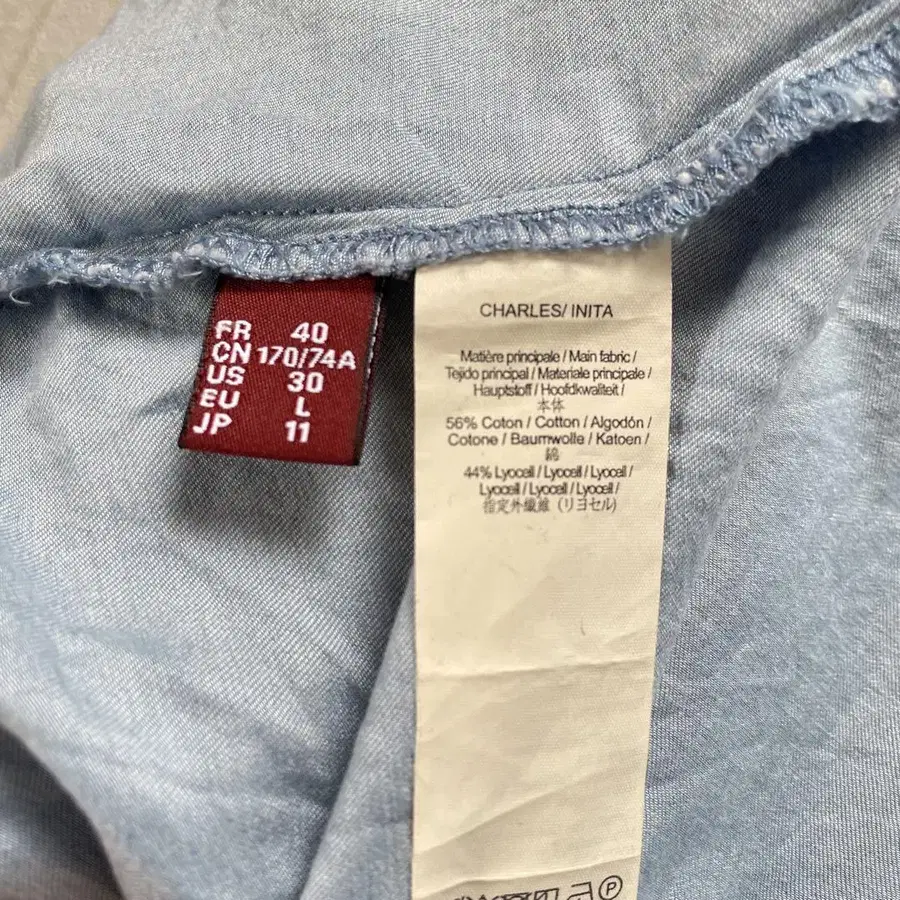 FR 40
CN 170/74A
US 30
EU L
JP 11
CHARLES/ INITA
Matière principale / Main fabric /
Tejido principal / Materiale principale /
Hauptstoff / Hoofdkwaliteit /
本体
56% Coton / Cotton / Algodón /
Cotone / Baumwolle / Katoen /
綿
44% Lyocell / Lyocell / Lyocell /
Lyocell / Lyocell / Lyocell /
指定外繊維 (リヨセル)
P